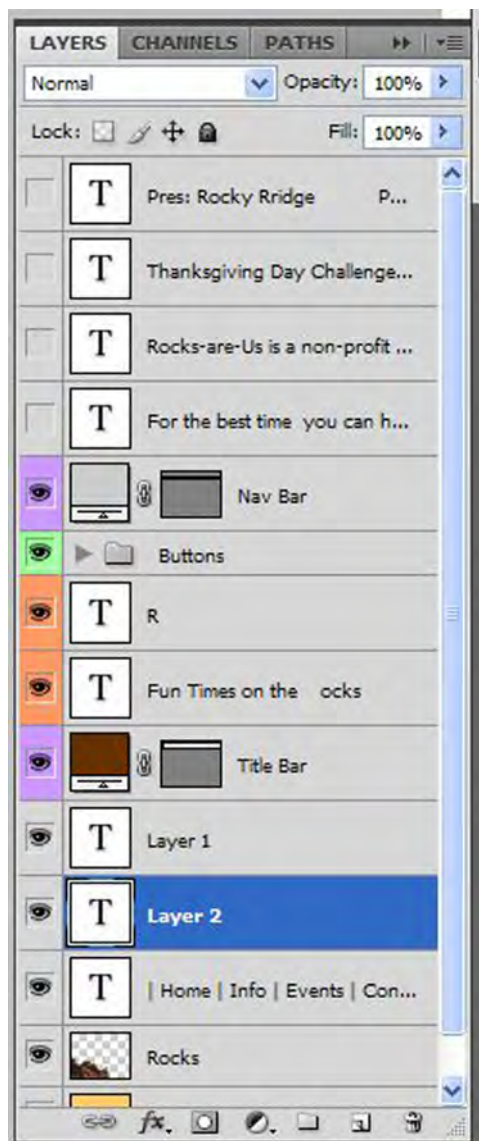 LAYERS CHANNELS PATHS
Normal Opacity: 100%
Lock: Fill: 100%
T Pres: Rocky Rridge P...
T Thanksgiving Day Challenge...
T Rocks-are-Us is a non-profit ...
T For the best time you can h...
Nav Bar
Buttons
T R
T Fun Times on the ocks
Title Bar
T Layer 1
T Layer 2
T | Home | Info | Events | Con...
Rocks
fx.